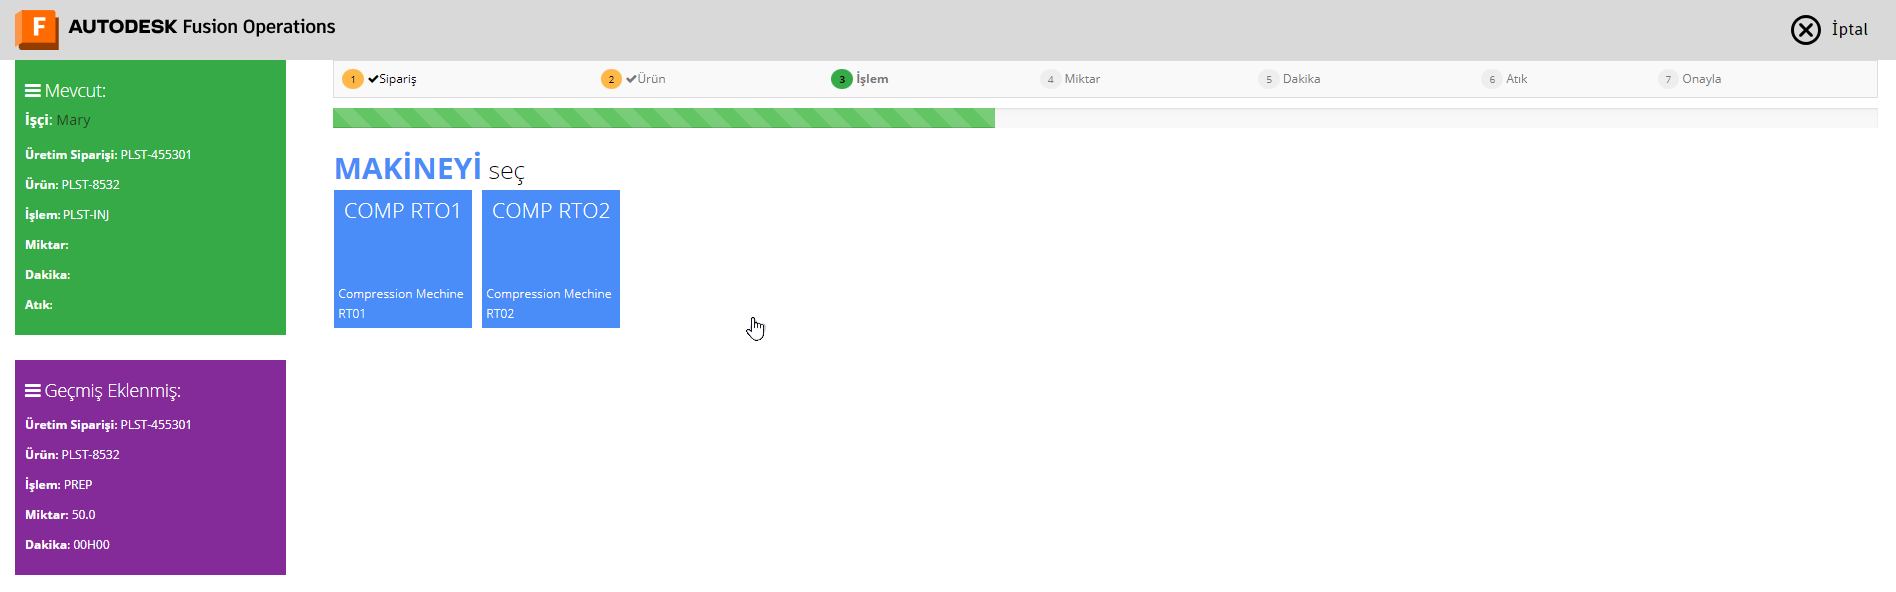 F AUTODESK Fusion Operations
İptal
Mevcut:
İşçi: Mary
Üretim Siparişi: PLST-455301
Ürün: PLST-8532
İşlem: PLST-INJ
Miktar:
Dakika:
Atık:
Geçmiş Eklenmiş:
Üretim Siparişi: PLST-455301
Ürün: PLST-8532
İşlem: PREP
Miktar: 50.0
Dakika: 00H00
1 Sipariş
2 Ürün
3 İşlem
4 Miktar
5 Dakika
6 Atık
7 Onayla
MAKİNEYİ seç
COMP RTO1
Compression Mechine
RT01
COMP RTO2
Compression Mechine
RT02